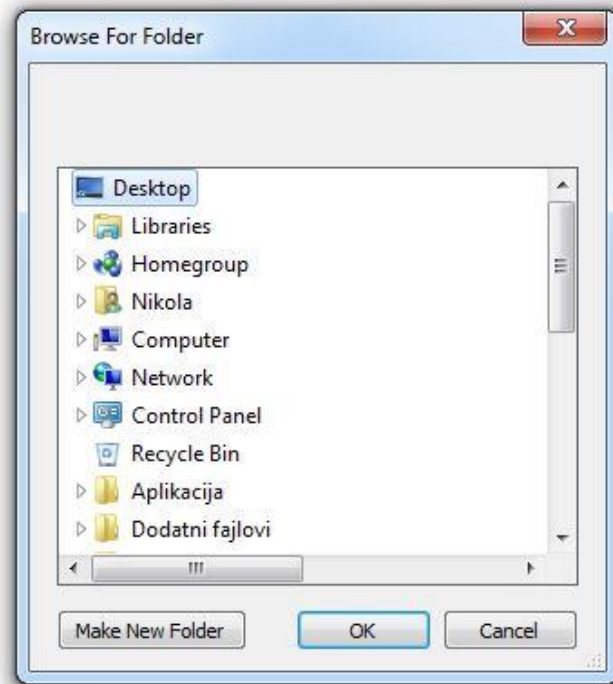 Browse For Folder
Desktop
Libraries
Homegroup
Nikola
Computer
Network
Control Panel
Recycle Bin
Aplikacija
Dodatni fajlovi
Make New Folder
OK
Cancel